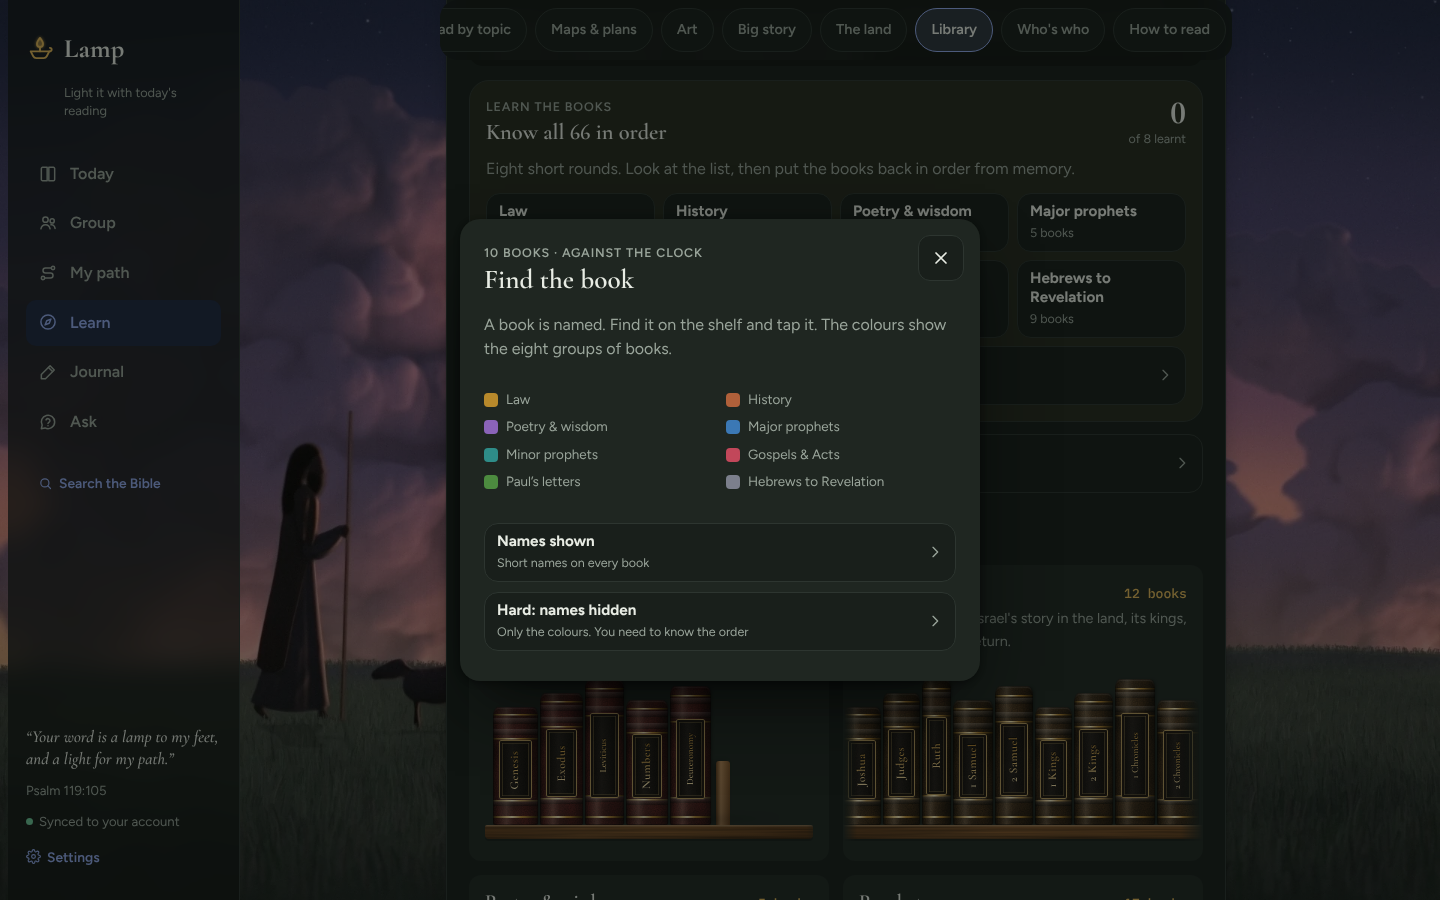 Lamp
Light it with today's
reading
Today
Group
My path
Learn
Journal
Ask
Search the Bible
“Your word is a lamp to my feet,
and a light for my path.”
Psalm 119:105
Synced to your account
Settings
ad by topic
Maps & plans
Art
Big story
The land
Library
Who's who
How to read
LEARN THE BOOKS
Know all 66 in order
0
of 8 learnt
Eight short rounds. Look at the list, then put the books back in order from memory.
Law
History
Poetry & wisdom
Major prophets
5 books
Hebrews to
Revelation
9 books
10 BOOKS · AGAINST THE CLOCK
Find the book
A book is named. Find it on the shelf and tap it. The colours show
the eight groups of books.
Law
History
Poetry & wisdom
Major prophets
Minor prophets
Gospels & Acts
Paul's letters
Hebrews to Revelation
Names shown
Short names on every book
Hard: names hidden
Only the colours. You need to know the order
12 books
srael's story in the land, its kings,
turn.
Genesis
Exodus
Leviticus
Numbers
Deuteronomy
Joshua
Judges
Ruth
1 Samuel
2 Samuel
1 Kings
2 Kings
1 Chronicles
2 Chronicles